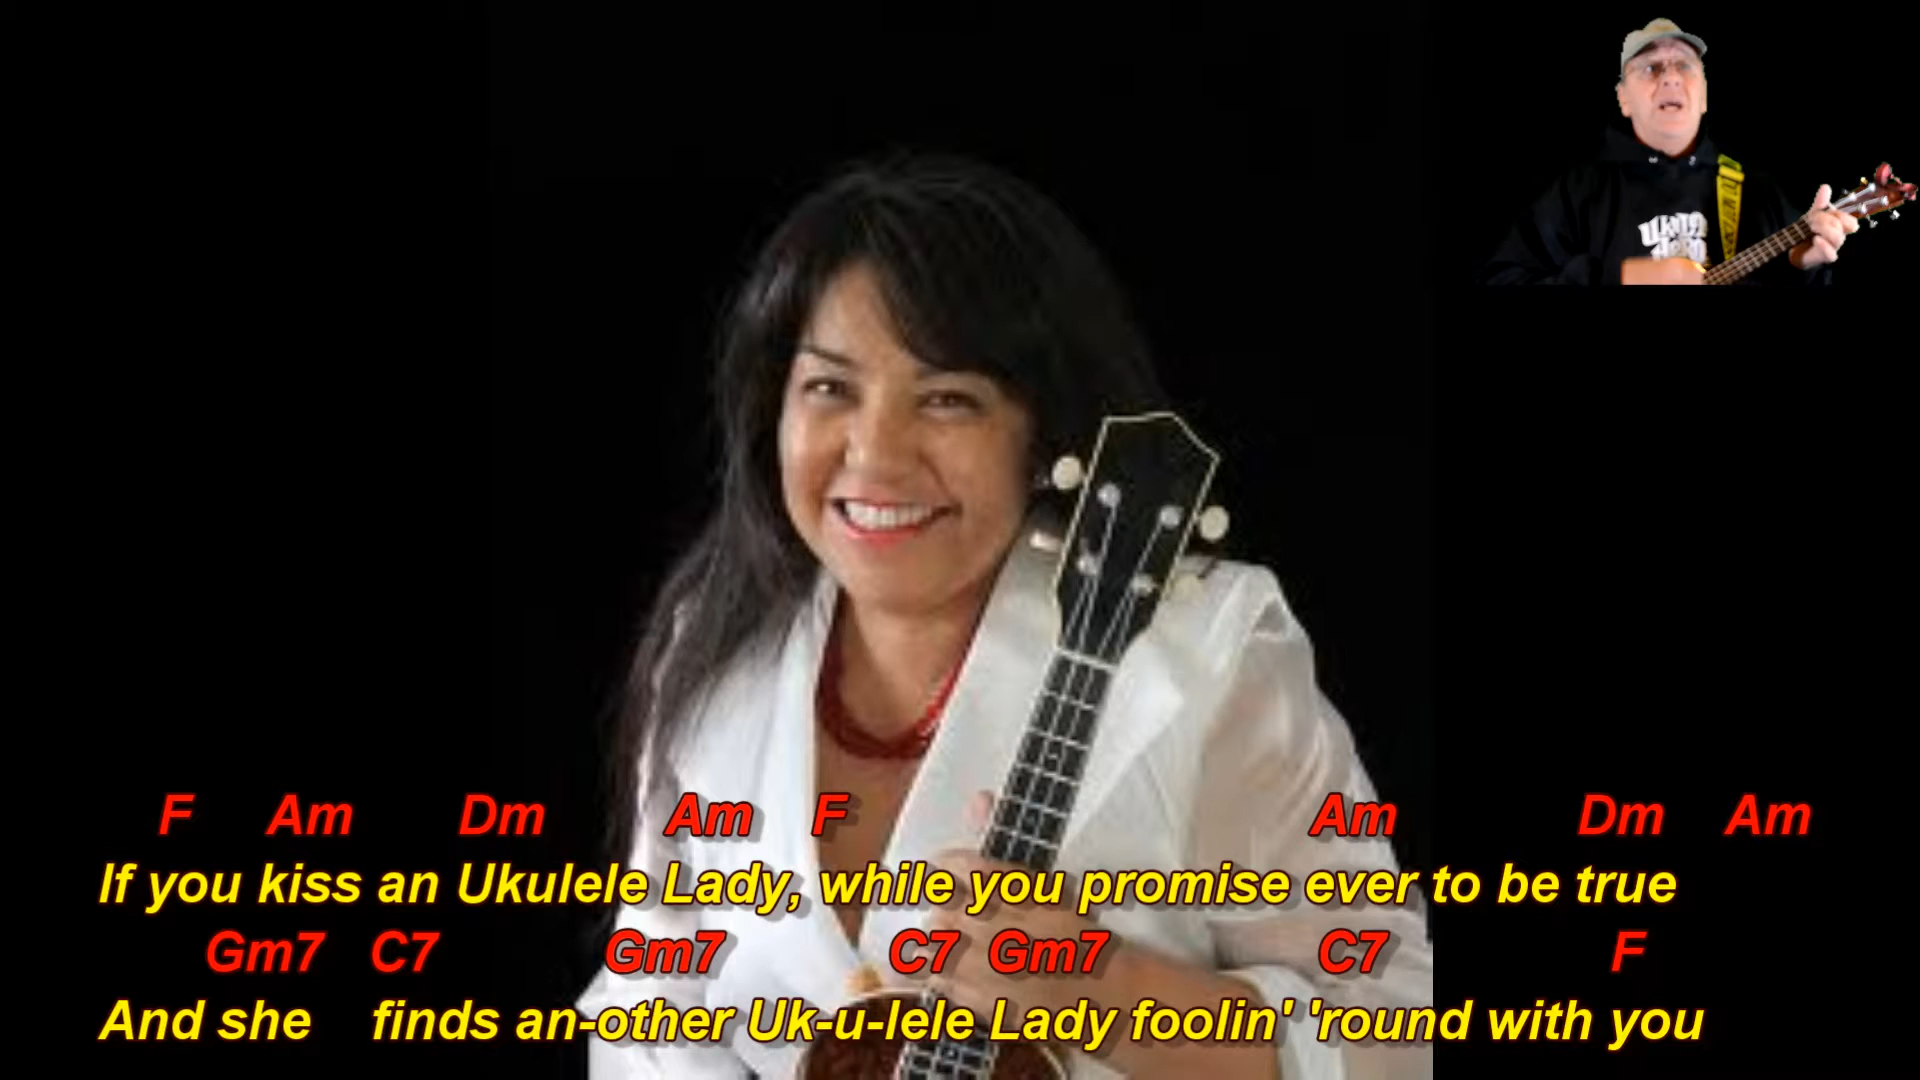 F Am Dm Am F Am Dm Am
If you kiss an Ukulele Lady, while you promise ever to be true
Gm7 C7 Gm7 C7 Gm7 C7 F
And she finds an-other Uk-u-lele Lady foolin' 'round with you